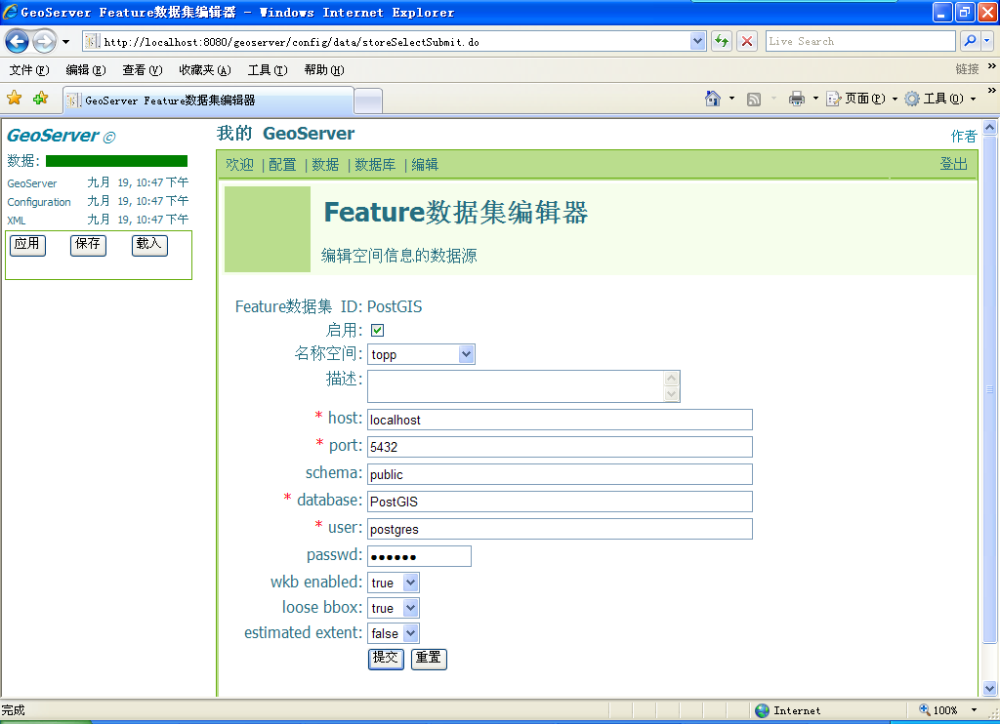 GeoServer Feature数据集编辑器 - Windows Internet Explorer
http://localhost:8080/geoserver/config/data/storeSelectSubmit.do
Live Search
文件(F) 编辑(E) 查看(V) 收藏夹(A) 工具(T) 帮助(H) 链接 »
GeoServer Feature数据集编辑器
页面(P) 工具(O) »
GeoServer ©
我的 GeoServer
作者
数据:
欢迎 | 配置 | 数据 | 数据库 | 编辑
登出
GeoServer 九月 19, 10:47 下午
Configuration 九月 19, 10:47 下午
XML 九月 19, 10:47 下午
应用 保存 载入
Feature数据集编辑器
编辑空间信息的数据源
Feature数据集 ID: PostGIS
启用:
名称空间: topp
描述:
* host: localhost
* port: 5432
schema: public
* database: PostGIS
* user: postgres
passwd: ●●●●●●
wkb enabled: true
loose bbox: true
estimated extent: false
提交 重置
完成
Internet
100%